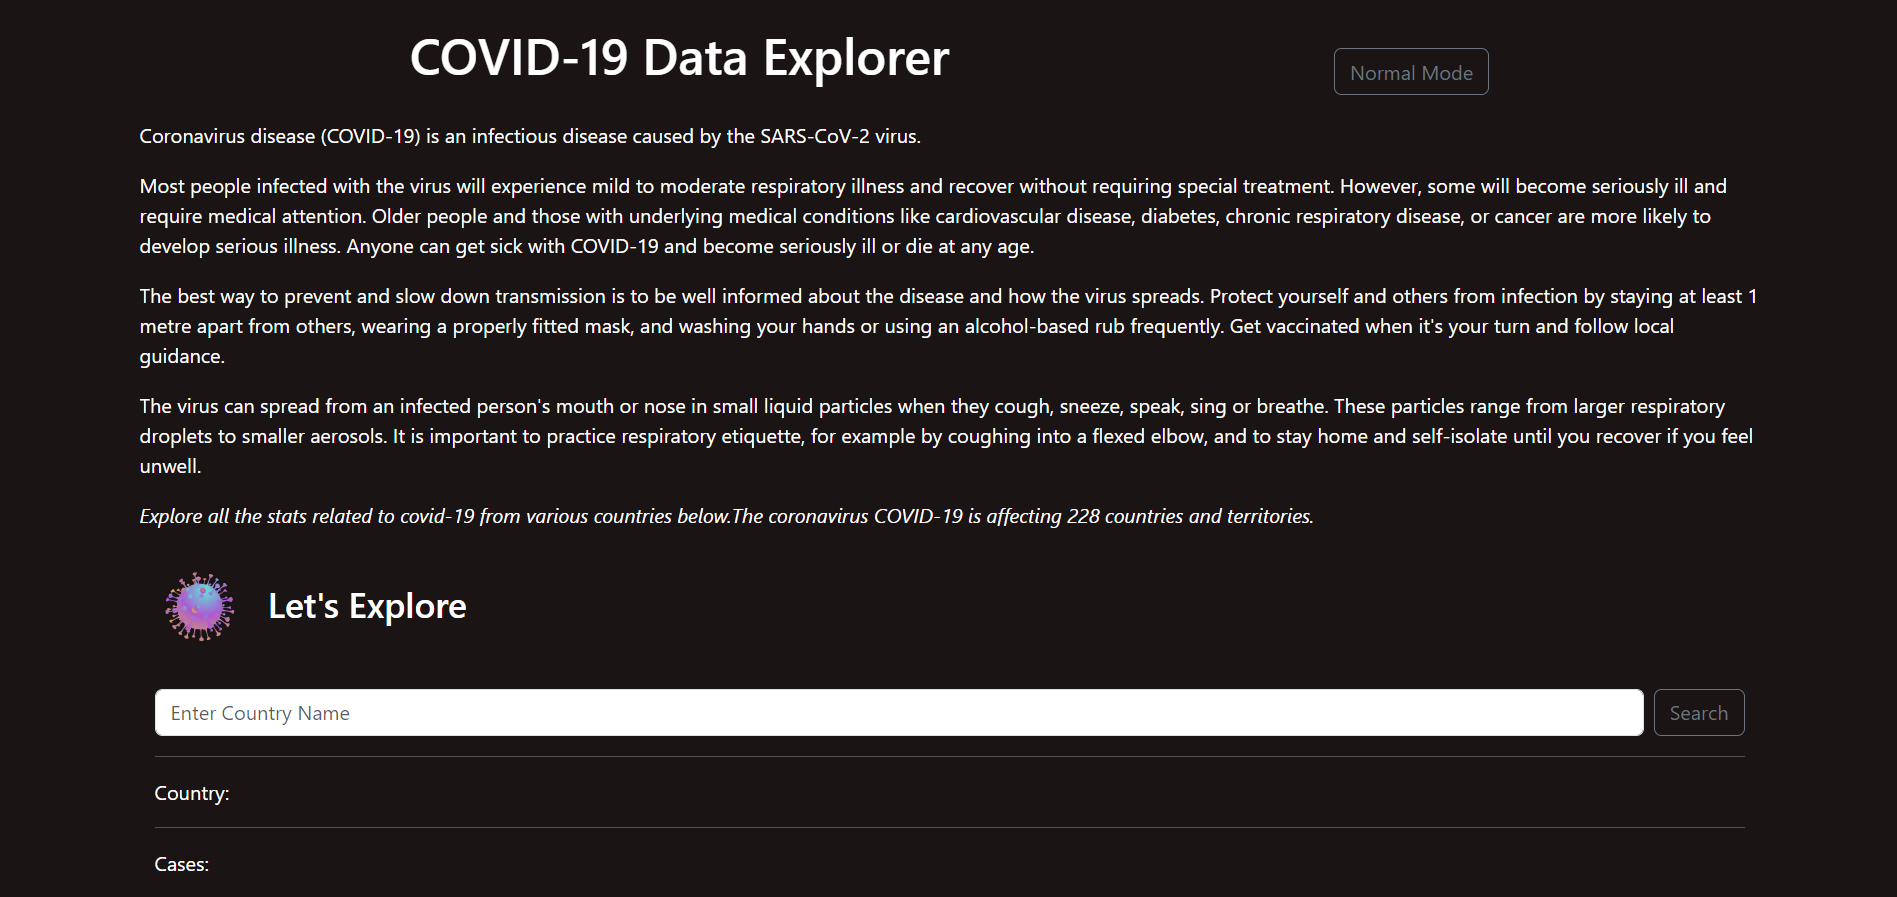 COVID-19 Data Explorer
Normal Mode
Coronavirus disease (COVID-19) is an infectious disease caused by the SARS-CoV-2 virus.
Most people infected with the virus will experience mild to moderate respiratory illness and recover without requiring special treatment. However, some will become seriously ill and
require medical attention. Older people and those with underlying medical conditions like cardiovascular disease, diabetes, chronic respiratory disease, or cancer are more likely to
develop serious illness. Anyone can get sick with COVID-19 and become seriously ill or die at any age.
The best way to prevent and slow down transmission is to be well informed about the disease and how the virus spreads. Protect yourself and others from infection by staying at least 1
metre apart from others, wearing a properly fitted mask, and washing your hands or using an alcohol-based rub frequently. Get vaccinated when it's your turn and follow local
guidance.
The virus can spread from an infected person's mouth or nose in small liquid particles when they cough, sneeze, speak, sing or breathe. These particles range from larger respiratory
droplets to smaller aerosols. It is important to practice respiratory etiquette, for example by coughing into a flexed elbow, and to stay home and self-isolate until you recover if you feel
unwell.
Explore all the stats related to covid-19 from various countries below.The coronavirus COVID-19 is affecting 228 countries and territories.
Let's Explore
Enter Country Name
Search
Country:
Cases: